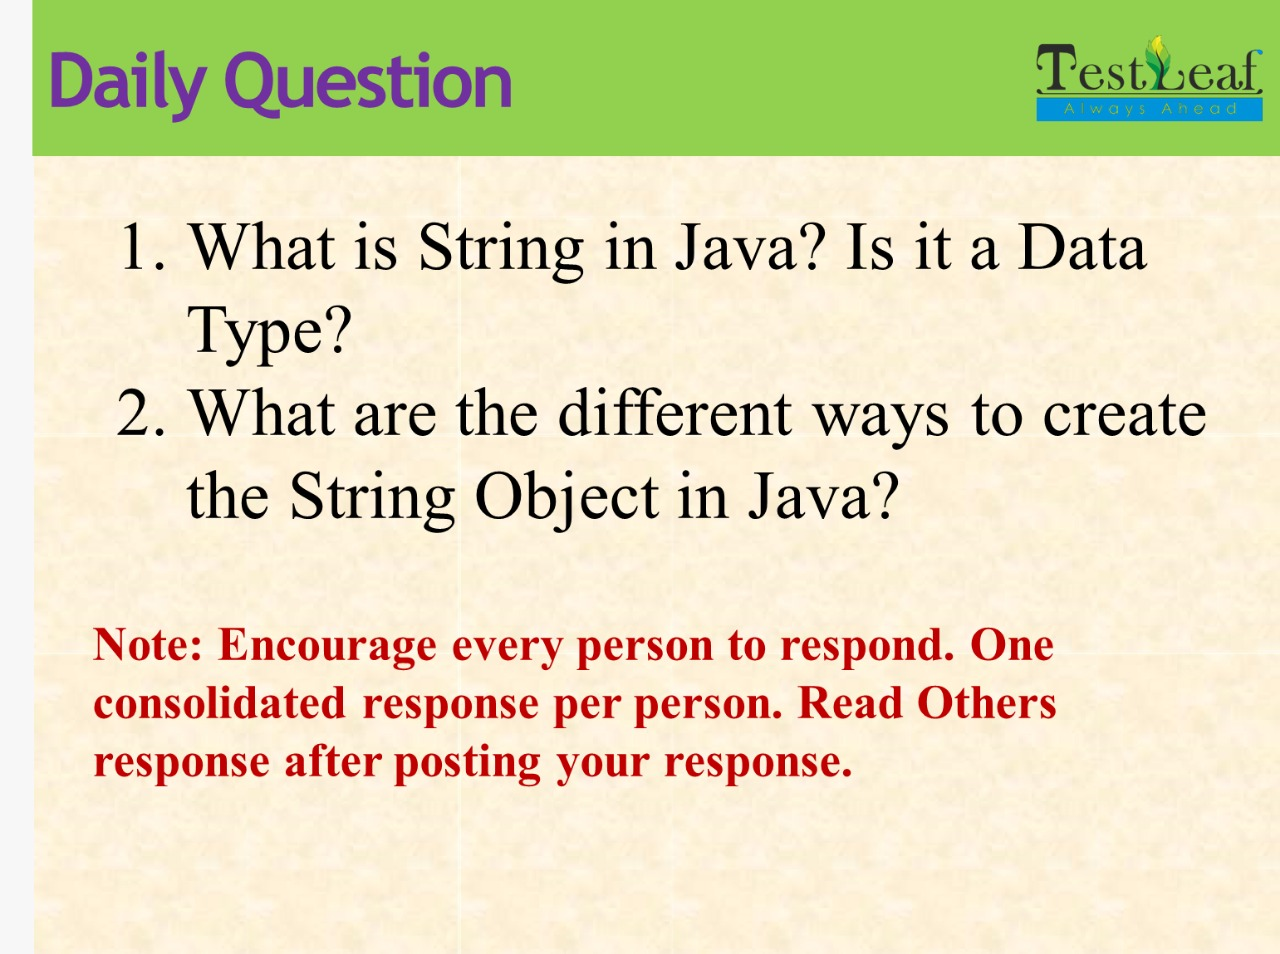 Daily Question
TestLeaf
Always Ahead
1. What is String in Java? Is it a Data
Type?
2. What are the different ways to create
the String Object in Java?
Note: Encourage every person to respond. One
consolidated response per person. Read Others
response after posting your response.